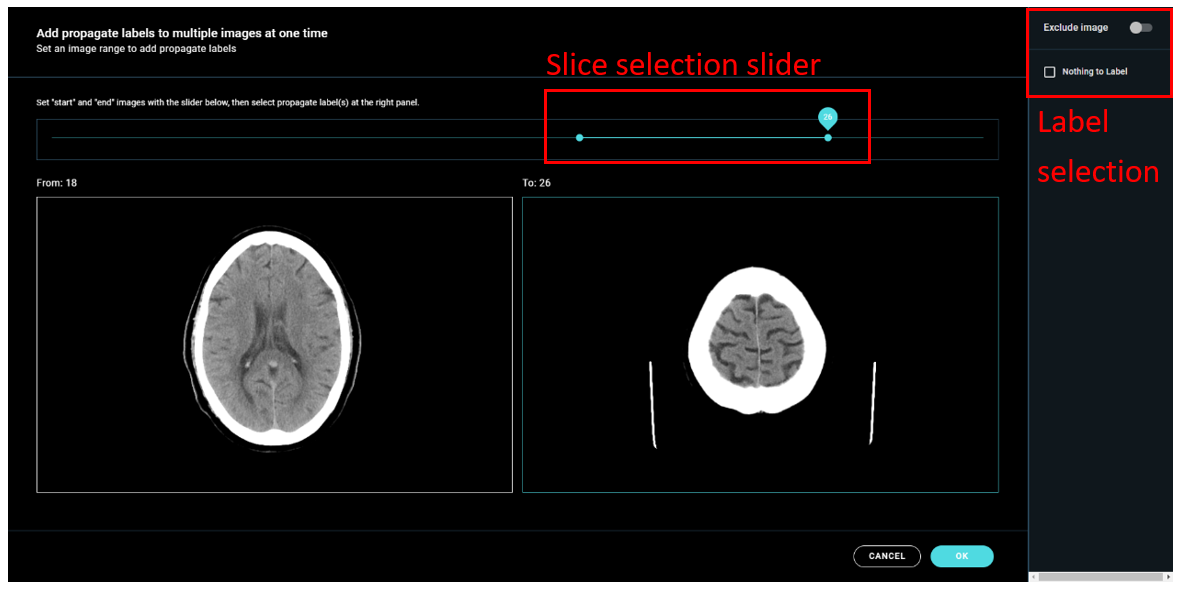 Add propagate labels to multiple images at one time
Set an image range to add propagate labels
Exclude image
Slice selection slider
Nothing to Label
Set "start" and "end" images with the slider below, then select propagate label(s) at the right panel.
26
Label
selection
From: 18
To: 26
CANCEL
OK